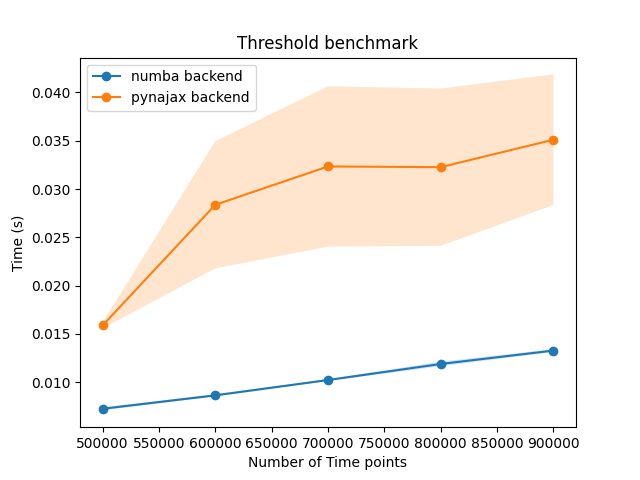 Threshold benchmark
numba backend
pynajax backend
0.040
0.035
0.030
0.025
0.020
0.015
0.010
Time (s)
500000 550000 600000 650000 700000 750000 800000 850000 900000
Number of Time points